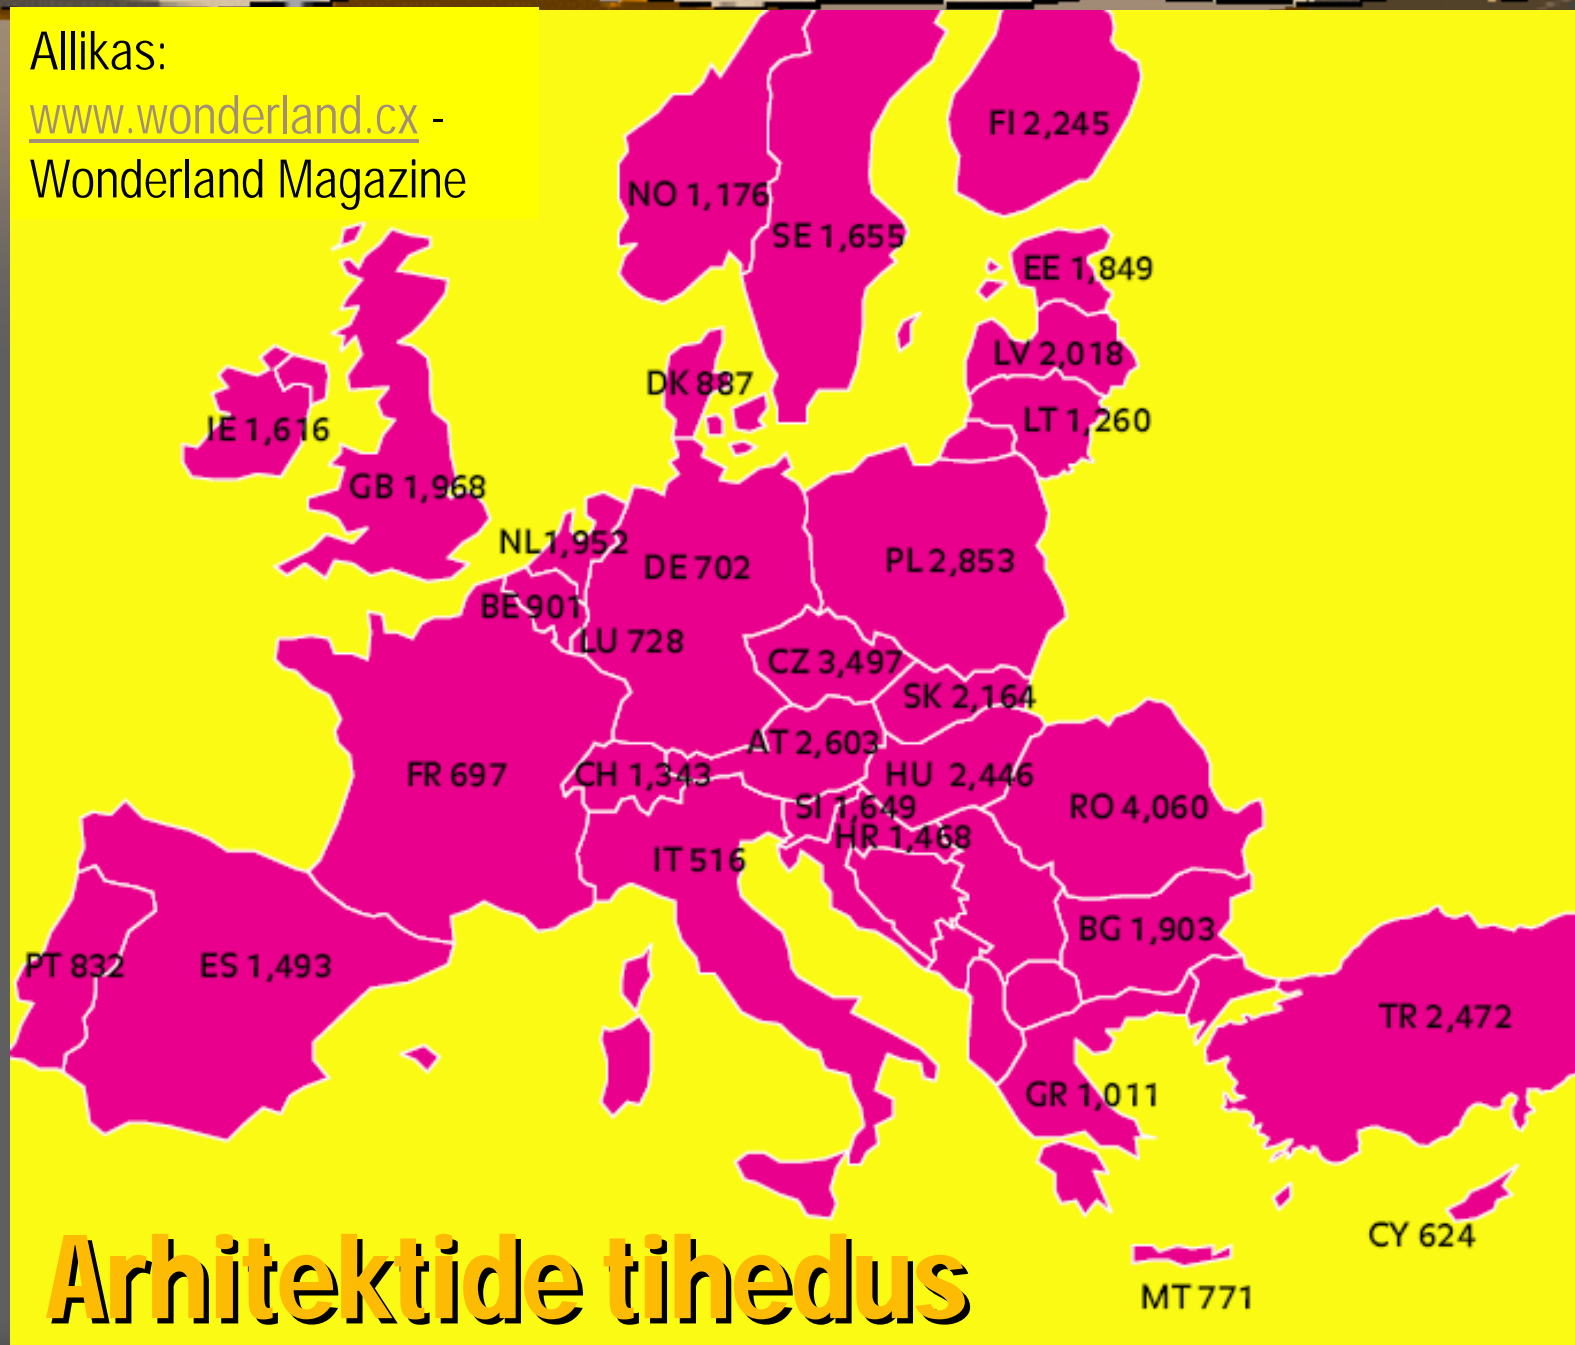 Allikas:
www.wonderland.cx -
Wonderland Magazine
FI 2,245
NO 1,176
SE 1,655
EE 1,849
LV 2,018
DK 887
LT 1,260
IE 1,616
GB 1,968
NL 1,952
DE 702
PL 2,853
BE 901
LU 728
CZ 3,497
SK 2,164
AT 2,603
FR 697
CH 1,343
HU 2,446
SI 1,649
RO 4,060
HR 1,468
IT 516
BG 1,903
PT 832
ES 1,493
TR 2,472
GR 1,011
CY 624
MT 771
Arhitektide tihedus